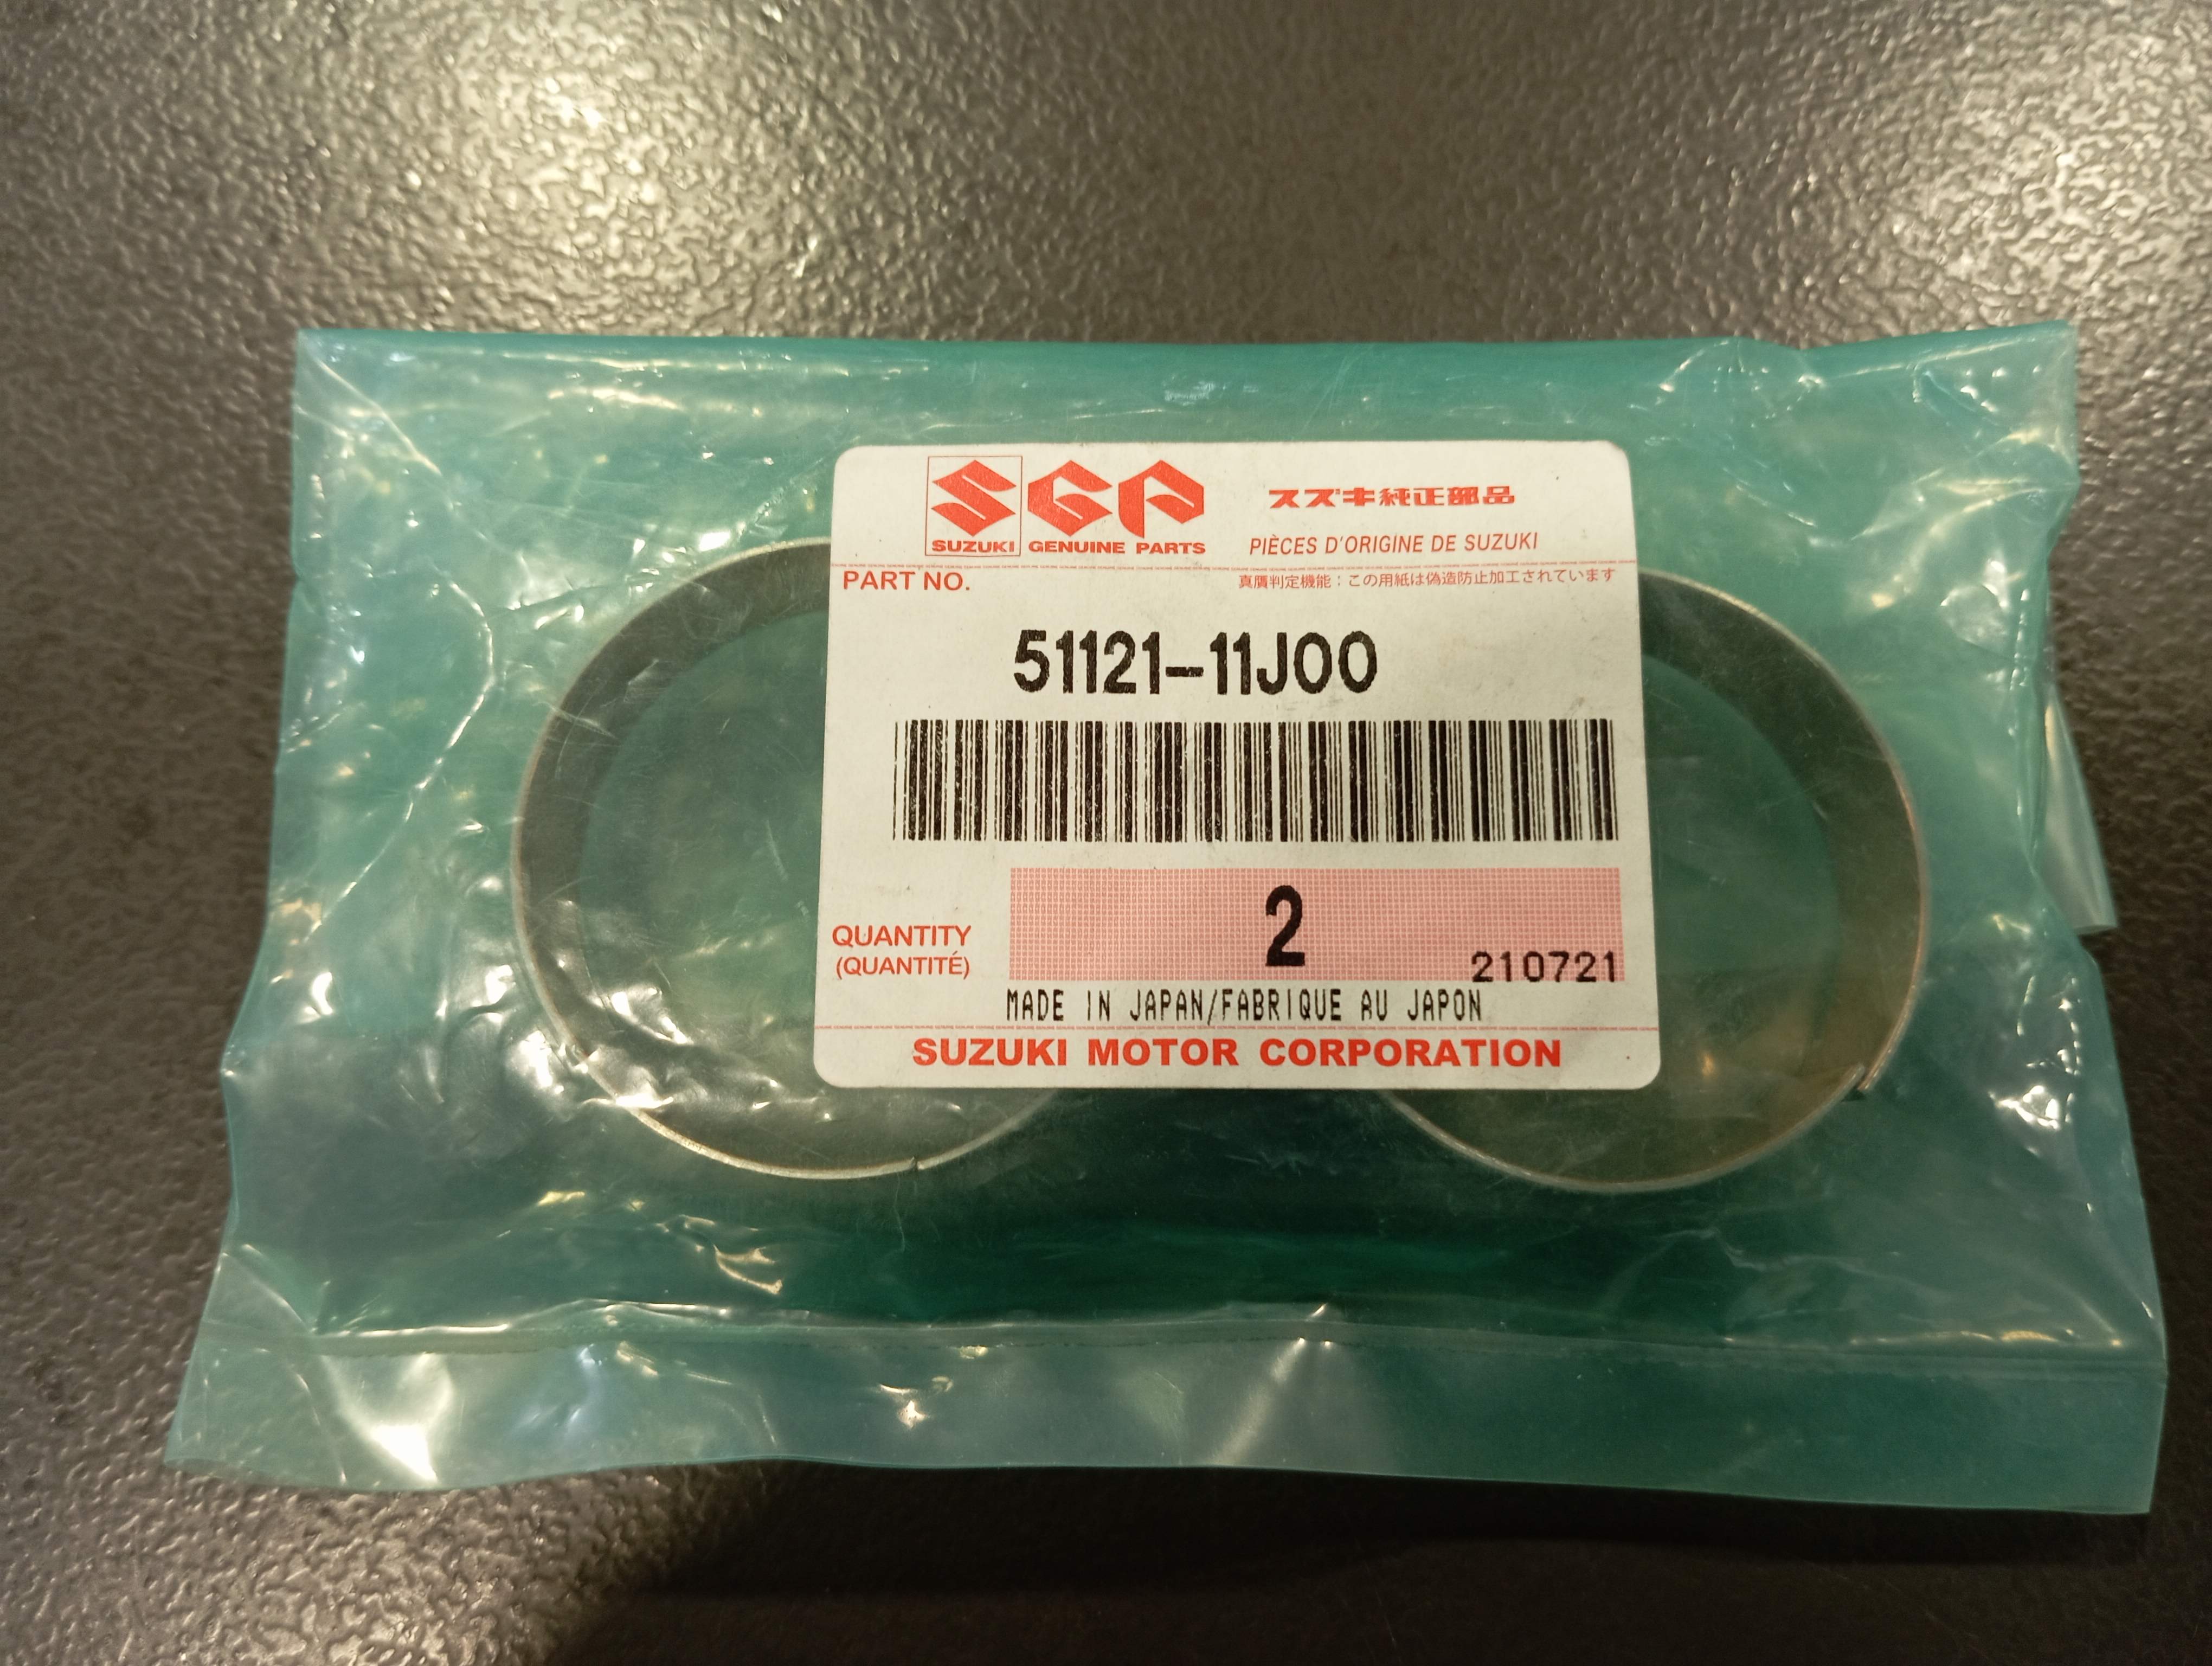 SGP
スズキ純正部品
SUZUKI GENUINE PARTS
PIÈCES D'ORIGINE DE SUZUKI
PART NO.
真贋判定機能：この用紙は偽造防止加工されています
51121-11J00
2
QUANTITY
(QUANTITÉ)
210721
MADE IN JAPAN/FABRIQUE AU JAPON
SUZUKI MOTOR CORPORATION